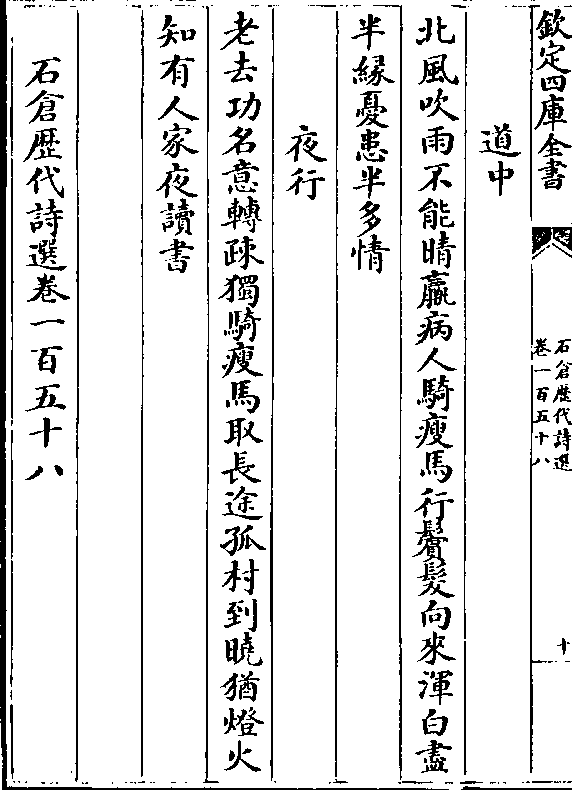 欽定四庫全書
石倉歴代詩選
卷一百五十八
十
道中
北風吹雨不能晴羸病人騎瘦馬行鬢髮向來渾白盡
半縁憂患半多情
夜行
老去功名意轉疎獨騎瘦馬取長途孤村到曉猶燈火
知有人家夜讀書
石倉歴代詩選卷一百五十八